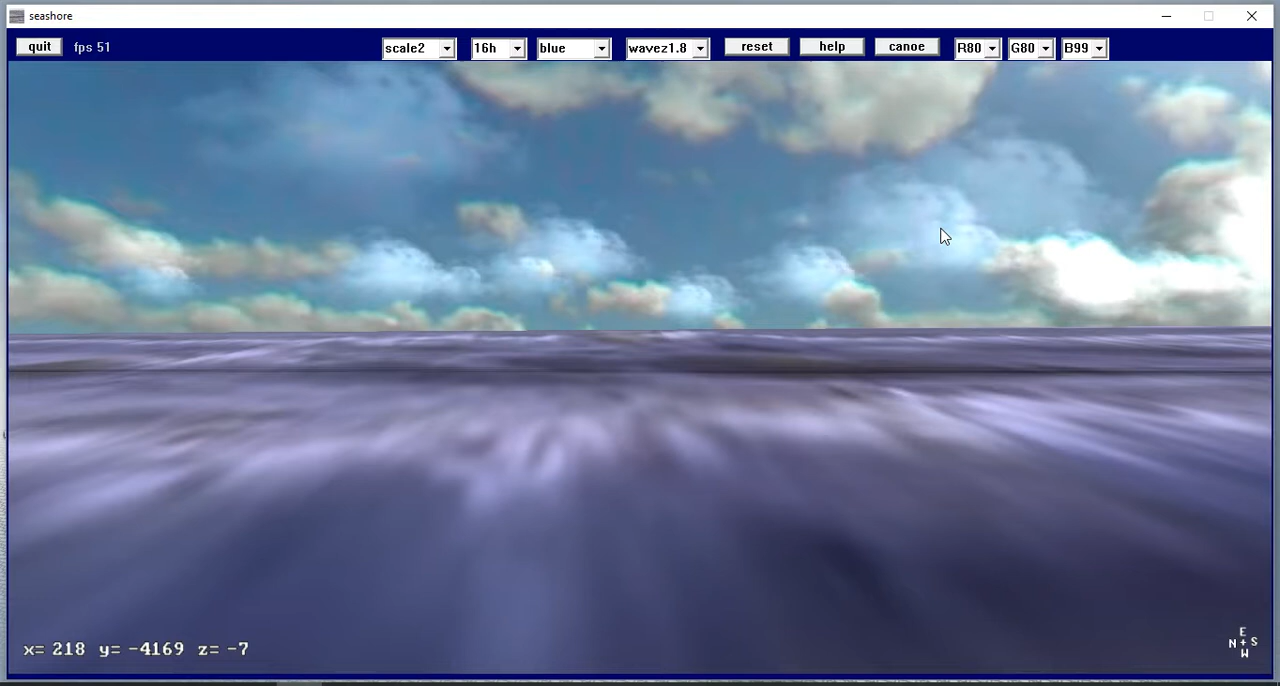 seashore
quit fps 51 scale2 16h blue wavez1.8 reset help canoe R80 G80 B99
x= 218 y= -4169 z= -7
E
N + S
W